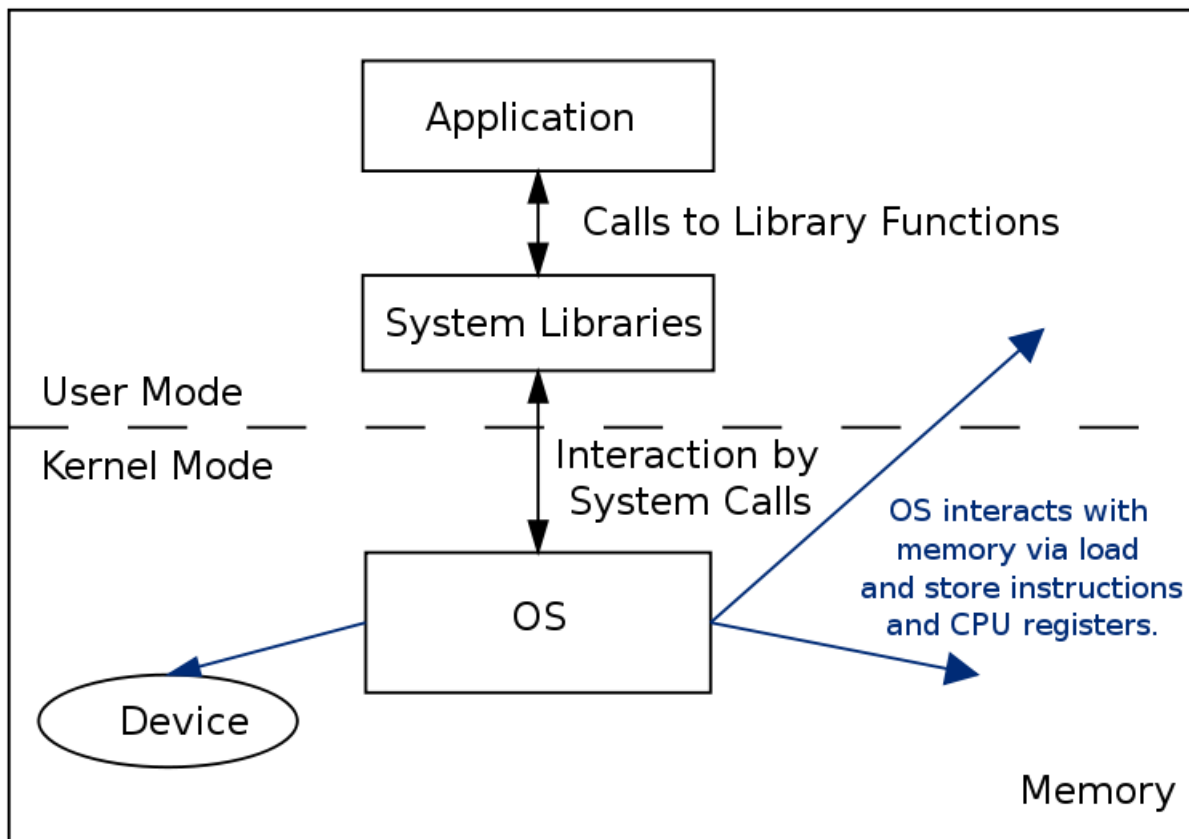 Application
Calls to Library Functions
System Libraries
User Mode
Kernel Mode
Interaction by
System Calls
OS interacts with
memory via load
and store instructions
and CPU registers.
OS
Device
Memory